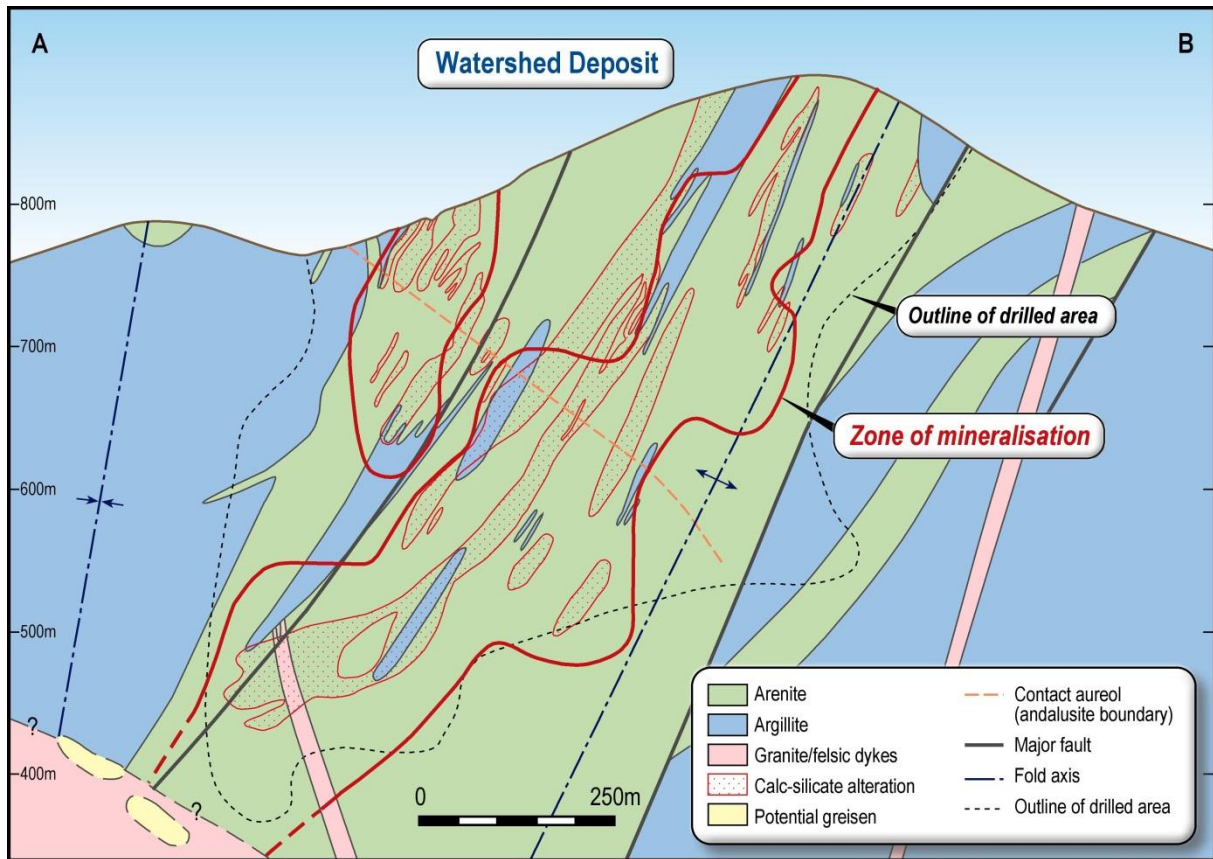 A
B
Watershed Deposit
800m
700m
600m
500m
400m
Outline of drilled area
Zone of mineralisation
?
?
0
250m
Arenite
Argillite
Granite/felsic dykes
Calc-silicate alteration
Potential greisen
Contact aureol
(andalusite boundary)
Major fault
Fold axis
Outline of drilled area